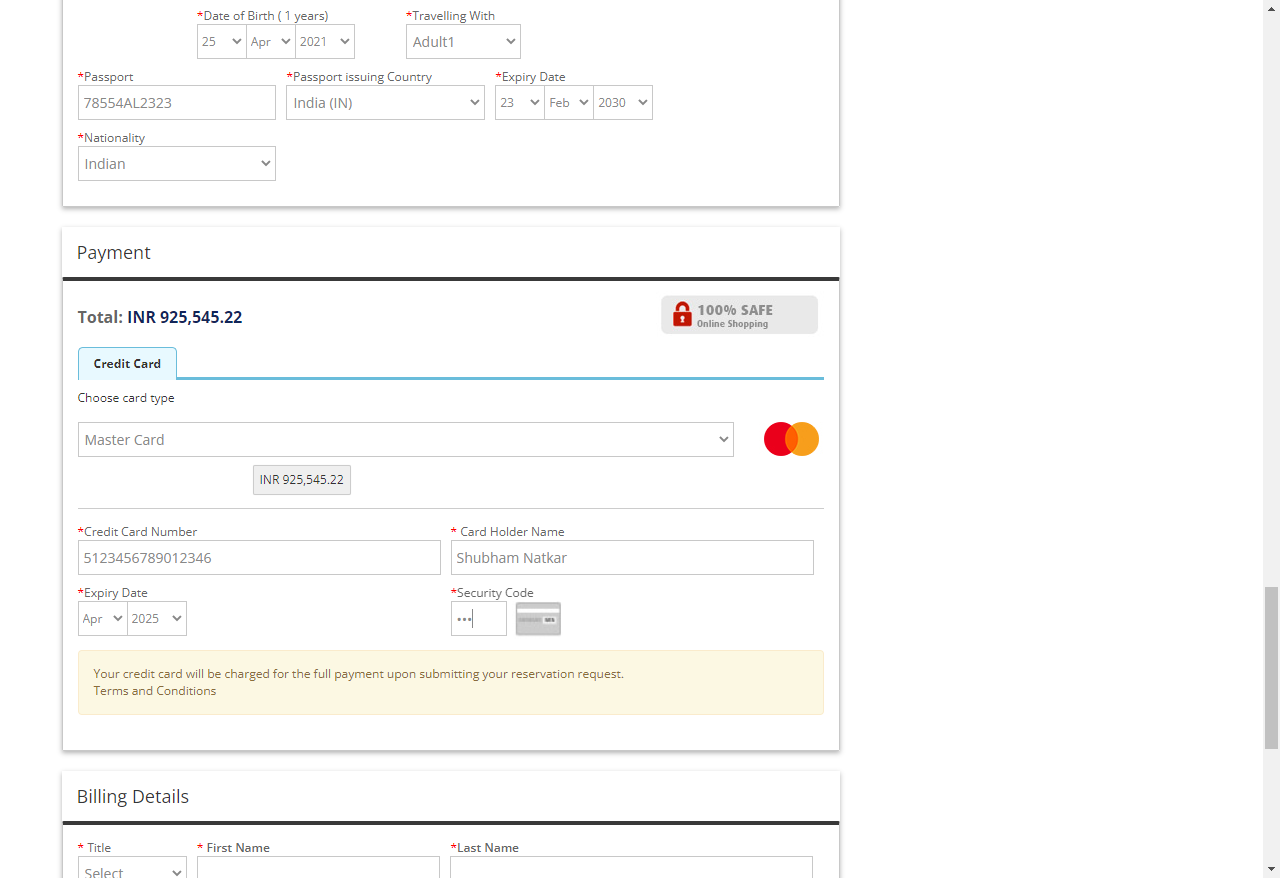 *Date of Birth ( 1 years) *Travelling With
25 Apr 2021 Adult1
*Passport *Passport issuing Country *Expiry Date
78554AL2323 India (IN) 23 Feb 2030
*Nationality
Indian
Payment
Total: INR 925,545.22
100% SAFE
Online Shopping
Credit Card
Choose card type
Master Card
INR 925,545.22
*Credit Card Number * Card Holder Name
5123456789012346 Shubham Natkar
*Expiry Date *Security Code
Apr 2025 •••
Your credit card will be charged for the full payment upon submitting your reservation request.
Terms and Conditions
Billing Details
* Title * First Name *Last Name
Select